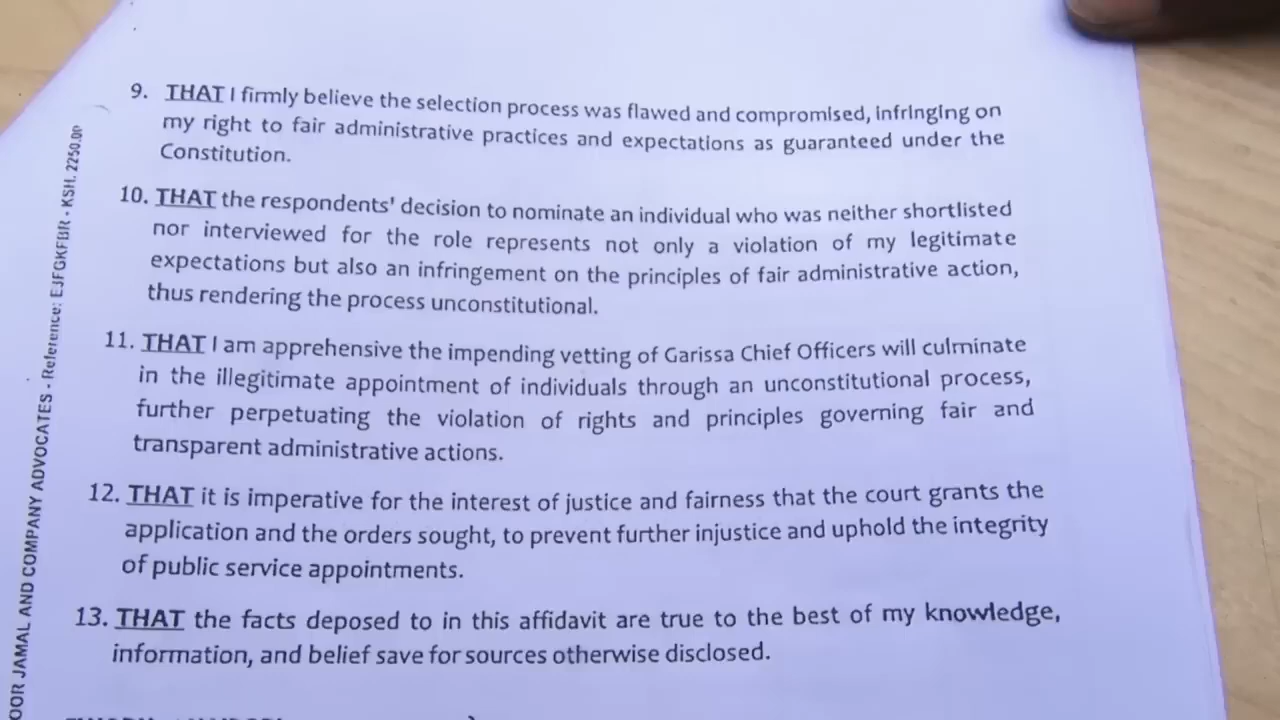 9. THAT I firmly believe the selection process was flawed and compromised, infringing on
my right to fair administrative practices and expectations as guaranteed under the
Constitution.
10. THAT the respondents' decision to nominate an individual who was neither shortlisted
nor interviewed for the role represents not only a violation of my legitimate
expectations but also an infringement on the principles of fair administrative action,
thus rendering the process unconstitutional.
11. THAT I am apprehensive the impending vetting of Garissa Chief Officers will culminate
in the illegitimate appointment of individuals through an unconstitutional process,
further perpetuating the violation of rights and principles governing fair and
transparent administrative actions.
12. THAT it is imperative for the interest of justice and fairness that the court grants the
application and the orders sought, to prevent further injustice and uphold the integrity
of public service appointments.
13. THAT the facts deposed to in this affidavit are true to the best of my knowledge,
information, and belief save for sources otherwise disclosed.
OOR JAMAL AND COMPANY ADVOCATES - Reference: EJFGKFBR - KSH. 2250.0